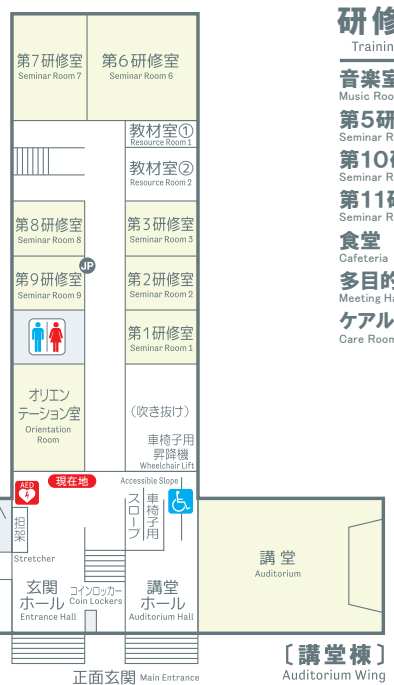 第7研修室
Seminar Room 7
第6研修室
Seminar Room 6
教材室①
Resource Room 1
教材室②
Resource Room 2
第8研修室
Seminar Room 8
第3研修室
Seminar Room 3
JP
第9研修室
Seminar Room 9
第2研修室
Seminar Room 2
第1研修室
Seminar Room 1
オリエン
テーション室
Orientation
Room
(吹き抜け)
車椅子用
昇降機
Wheelchair Lift
AED
現在地
Accessible Slope
車椅子用
スロープ
担架
Stretcher
玄関
ホール
Entrance Hall
コインロッカー
Coin Lockers
講堂
ホール
Auditorium Hall
講堂
Auditorium
正面玄関 Main Entrance
〔講堂棟〕
Auditorium Wing
研修
Trainin
音楽室
Music Roo
第5研
Seminar R
第10研
Seminar R
第11研
Seminar R
食堂
Cafeteria
多目的
Meeting Ha
ケアル
Care Room